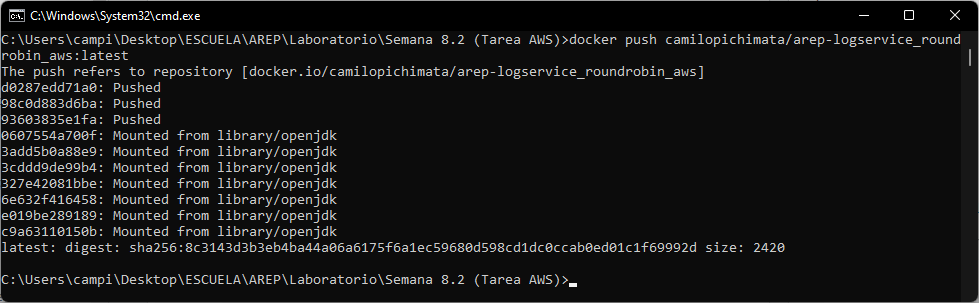 C:\Windows\System32\cmd.exe
C:\Users\campi\Desktop\ESCUELA\AREP\Laboratorio\Semana 8.2 (Tarea AWS)>docker push camilopichimata/arep-logservice_round
robin_aws:latest
The push refers to repository [docker.io/camilopichimata/arep-logservice_roundrobin_aws]
d0287edd71a0: Pushed
98c0d883d6ba: Pushed
93603835e1fa: Pushed
0607554a700f: Mounted from library/openjdk
3add5b0a88e9: Mounted from library/openjdk
3cddd9de99b4: Mounted from library/openjdk
327e42081bbe: Mounted from library/openjdk
6e632f416458: Mounted from library/openjdk
e019be289189: Mounted from library/openjdk
c9a63110150b: Mounted from library/openjdk
latest: digest: sha256:8c3143d3b3eb4ba44a06a6175f6a1ec59680d598cd1dc0ccab0ed01c1f69992d size: 2420
C:\Users\campi\Desktop\ESCUELA\AREP\Laboratorio\Semana 8.2 (Tarea AWS)>